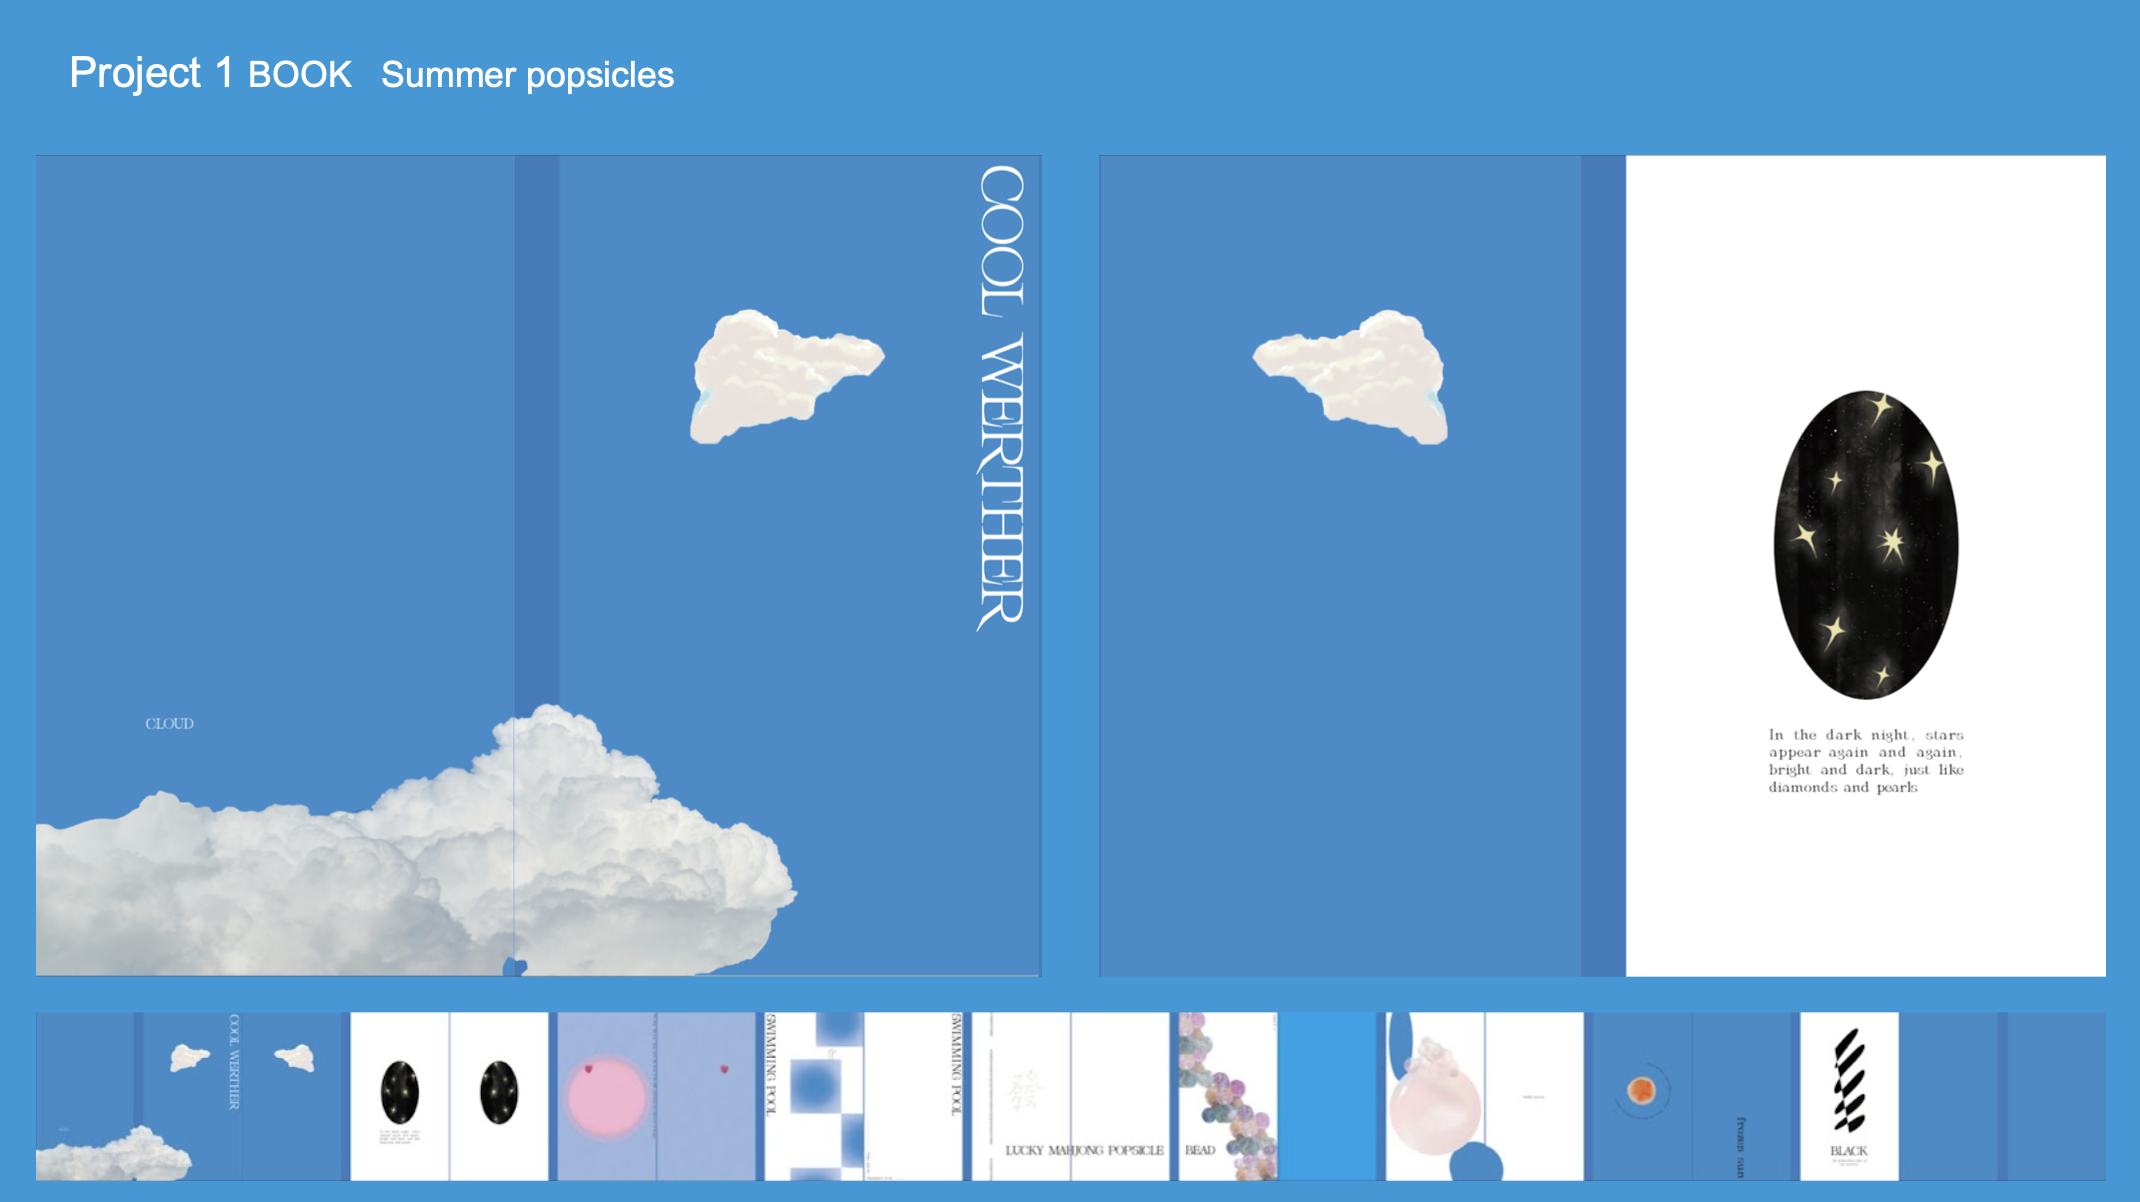 Project 1 BOOK Summer popsicles
COOL WERTHER
CLOUD
In the dark night, stars
appear again and again,
bright and dark, just like
diamonds and pearls
COOL WERTHER
SWIMMING POOL
SWIMMING POOL
發
LUCKY MAHJONG POPSICLE
BEAD
frozen sun
BLACK